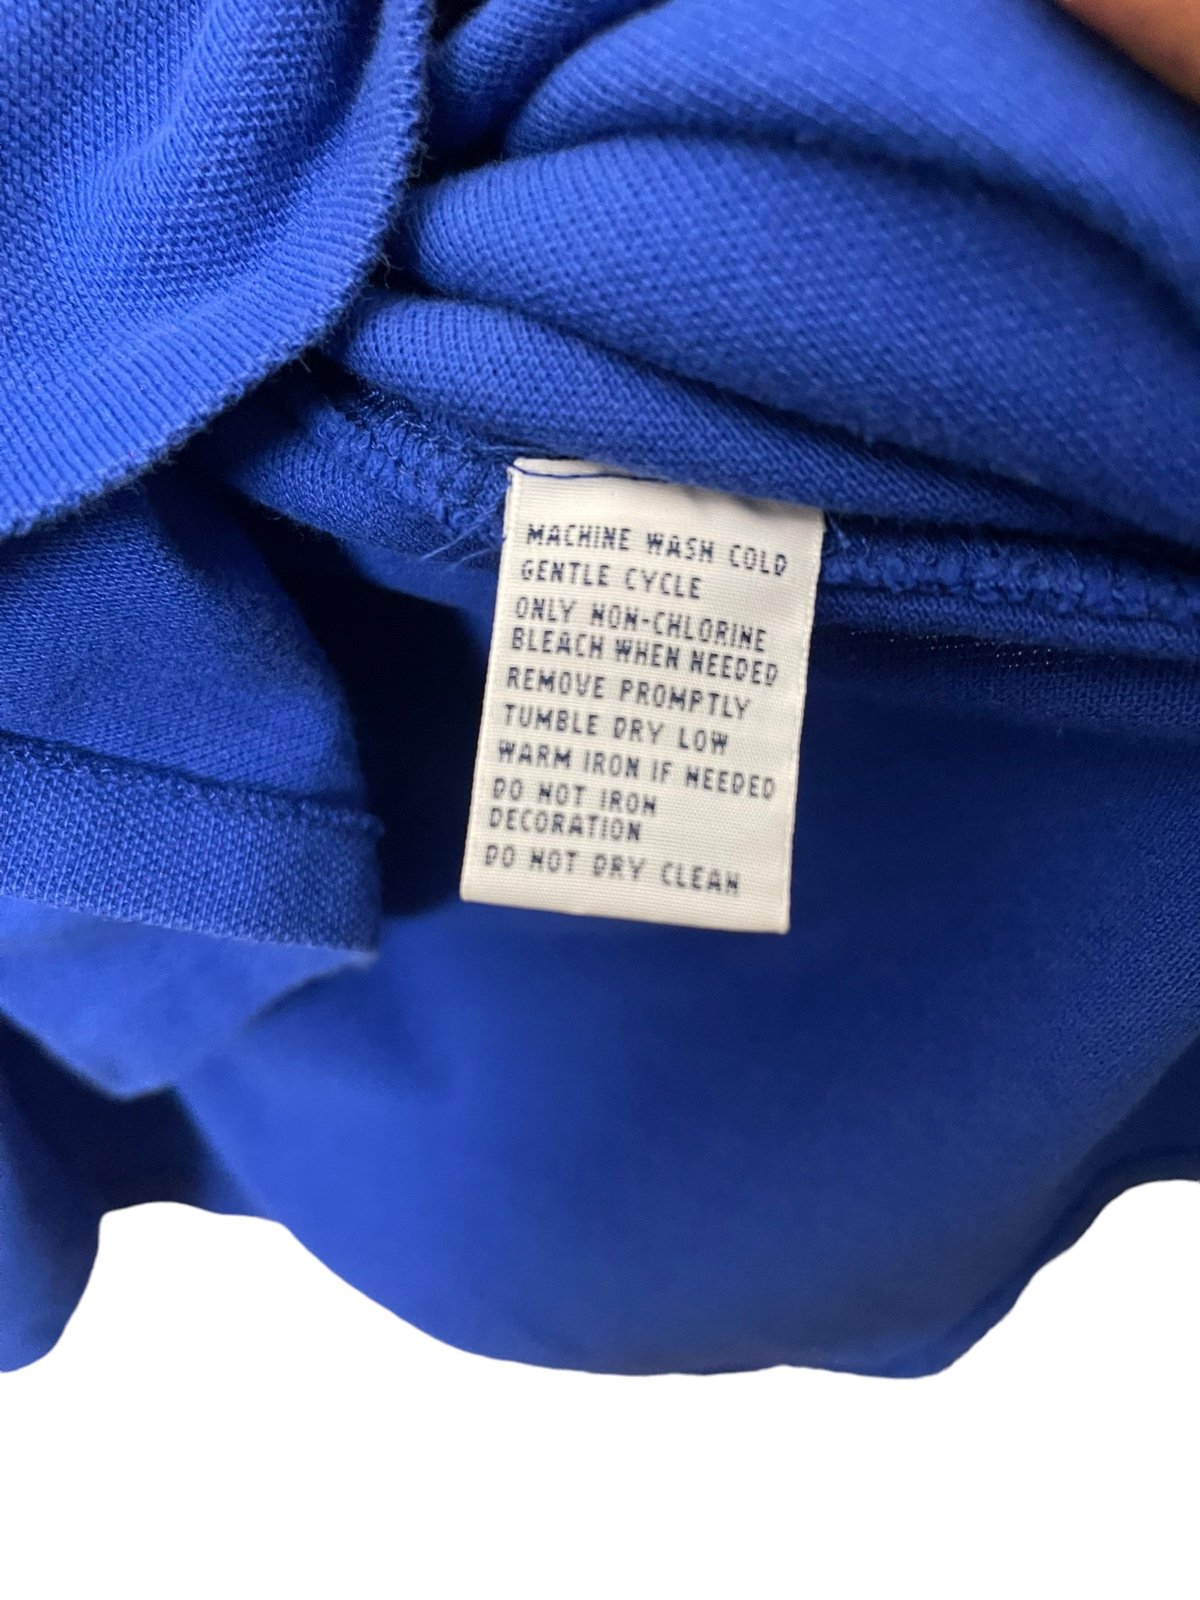 MACHINE WASH COLD
GENTLE CYCLE
ONLY NON-CHLORINE
BLEACH WHEN NEEDED
REMOVE PROMPTLY
TUMBLE DRY LOW
WARM IRON IF NEEDED
DO NOT IRON
DECORATION
DO NOT DRY CLEAN